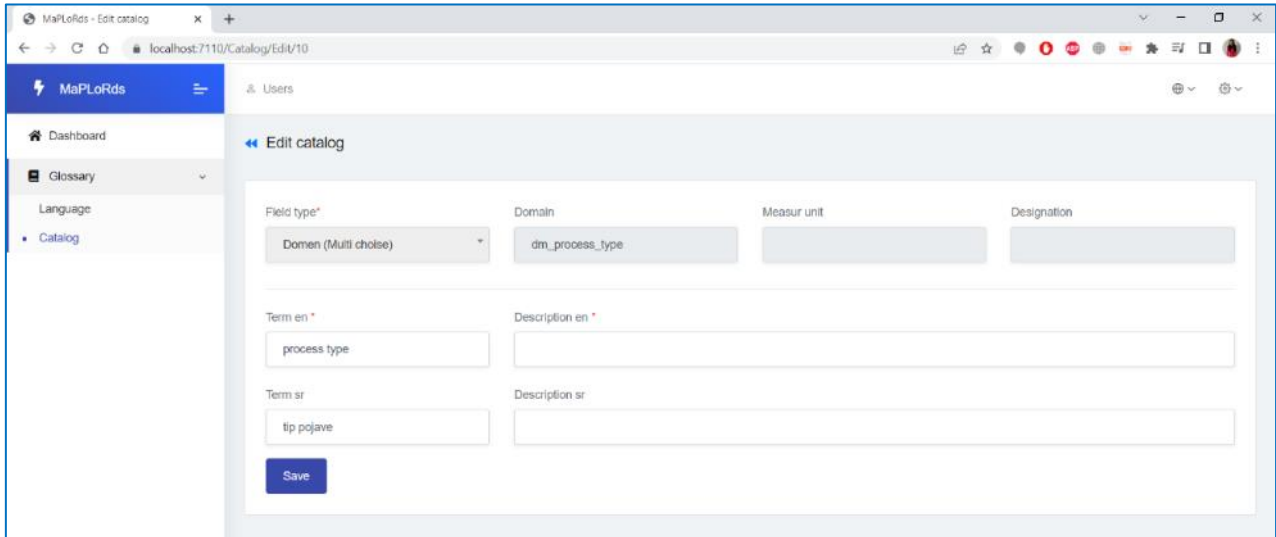 MaPLoRds - Edit catalog
localhost:7110/Catalog/Edit/10
MaPLoRds
Users
Dashboard
Edit catalog
Glossary
Language
Catalog
Field type* Domain Measur unit Designation
Domen (Multi choise) dm_process_type
Term en * Description en *
process type
Term sr Description sr
tip pojave
Save